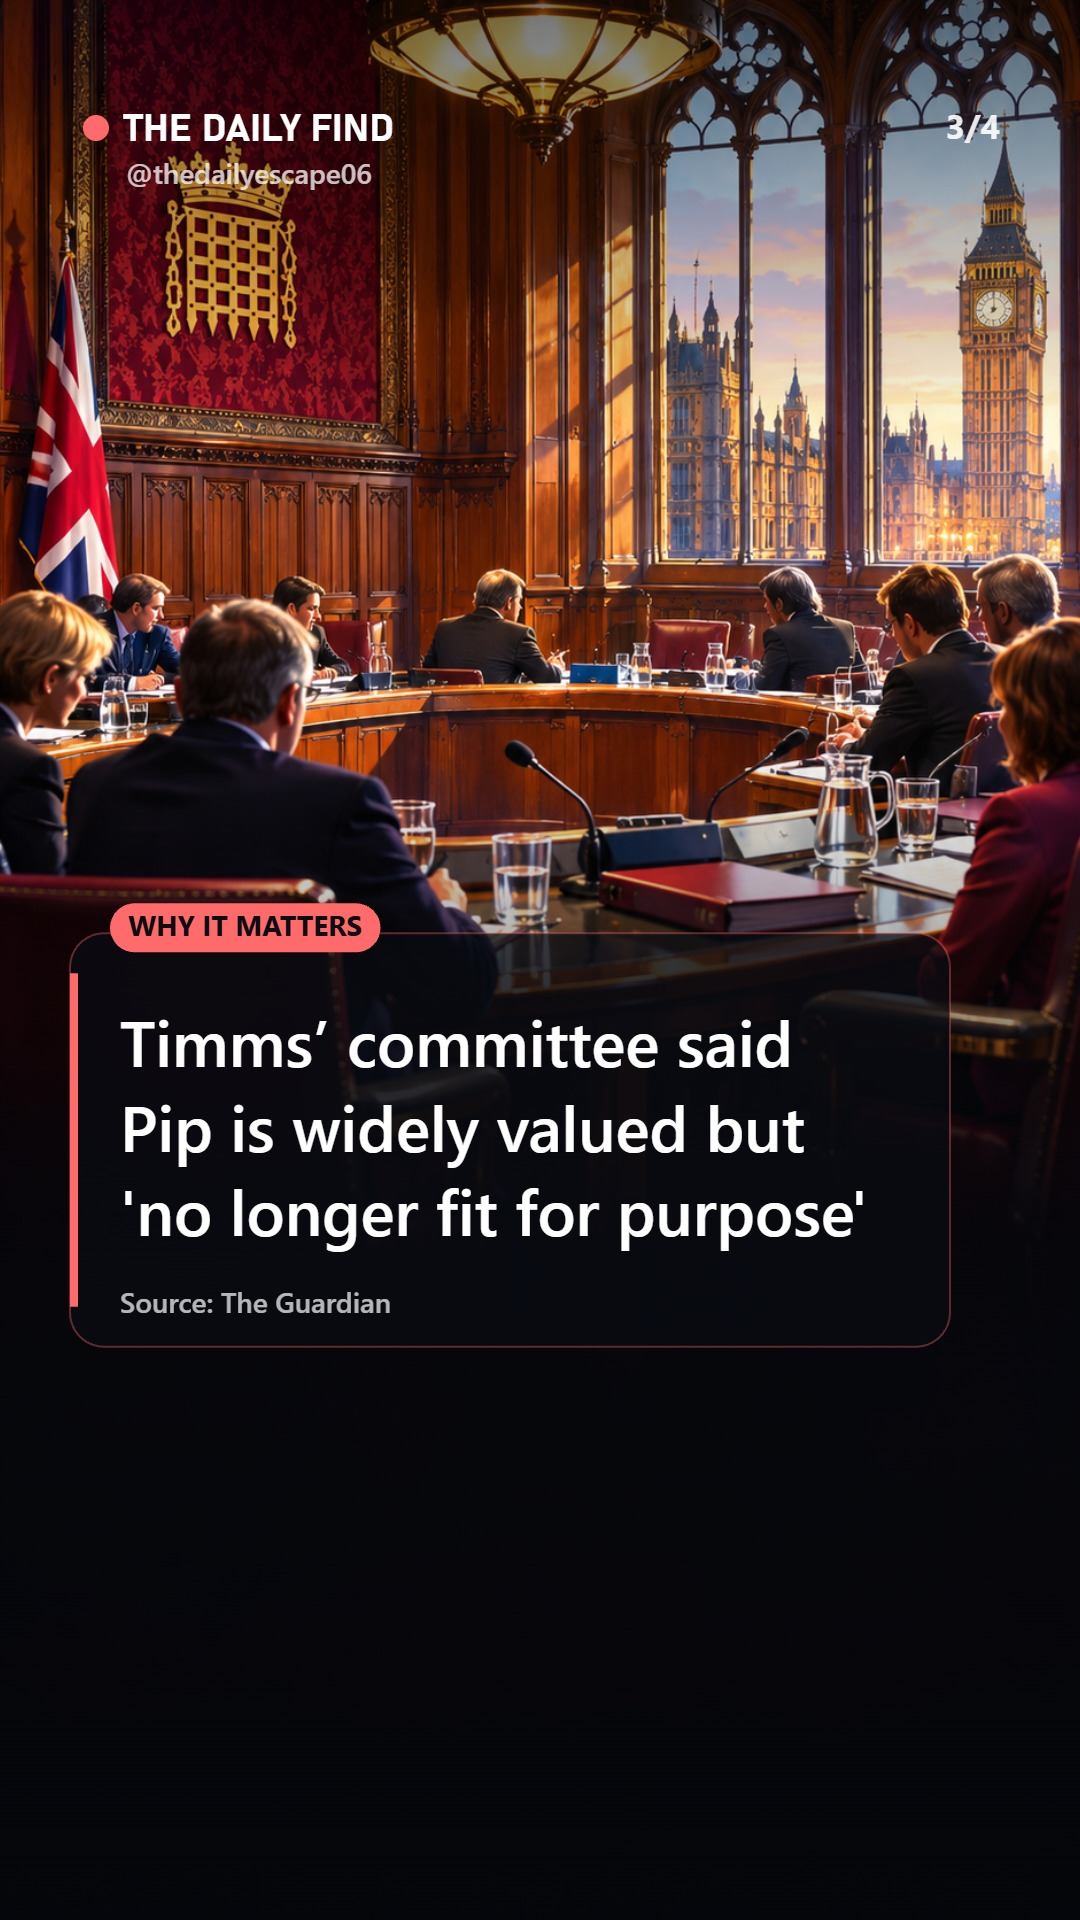 THE DAILY FIND
3/4
@thedailyescape06
WHY IT MATTERS
Timms’ committee said
Pip is widely valued but
'no longer fit for purpose'
Source: The Guardian